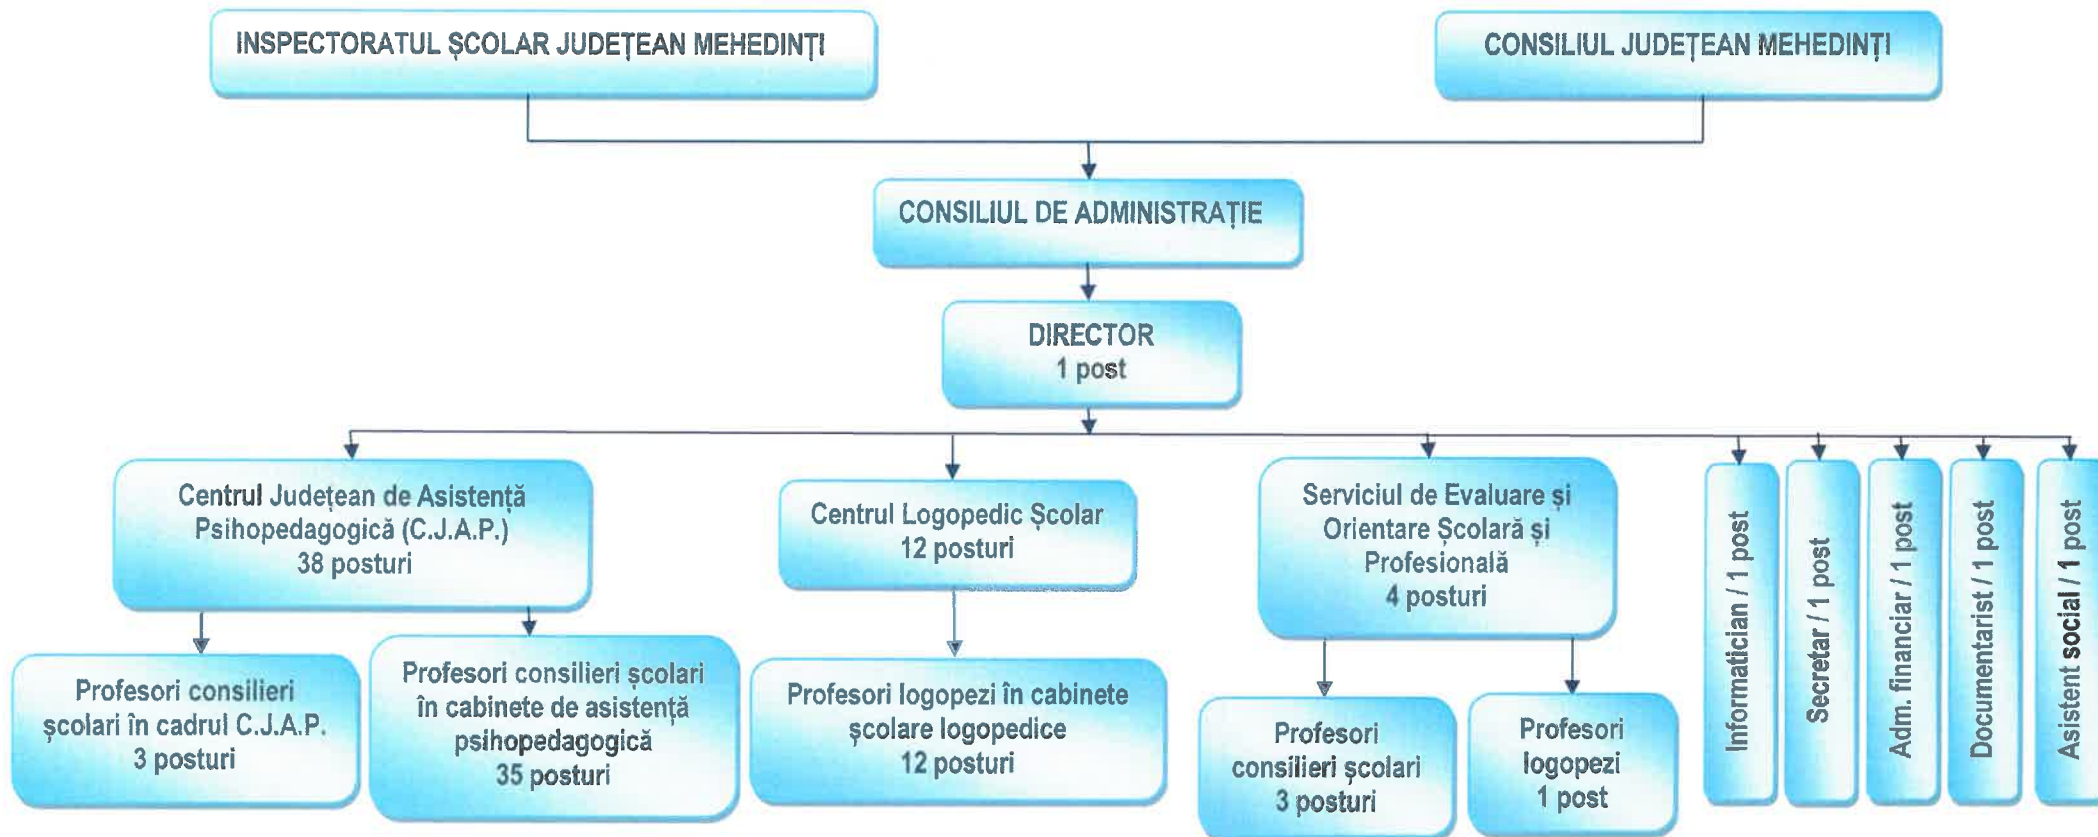 INSPECTORATUL ȘCOLAR JUDEȚEAN MEHEDINȚI
CONSILIUL JUDEȚEAN MEHEDINȚI
CONSILIUL DE ADMINISTRAȚIE
DIRECTOR
1 post
Centrul Județean de Asistență
Psihopedagogică (C.J.A.P.)
38 posturi
Centrul Logopedic Școlar
12 posturi
Serviciul de Evaluare și
Orientare Școlară și
Profesională
4 posturi
Informatician / 1 post
Secretar / 1 post
Adm. financiar / 1 post
Documentarist / 1 post
Asistent social / 1 post
Profesori consilieri
școlari în cadrul C.J.A.P.
3 posturi
Profesori consilieri școlari
în cabinete de asistență
psihopedagogică
35 posturi
Profesori logopezi în cabinete
școlare logopedice
12 posturi
Profesori
consilieri școlari
3 posturi
Profesori
logopezi
1 post